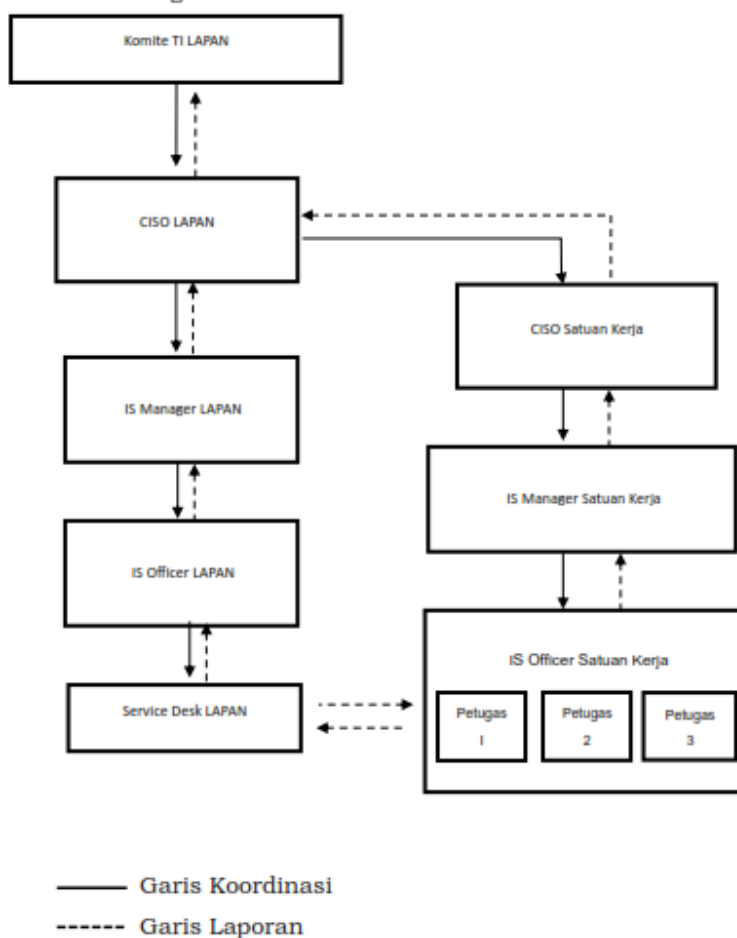 Komite TI LAPAN
CISO LAPAN
CISO Satuan Kerja
IS Manager LAPAN
IS Manager Satuan Kerja
IS Officer LAPAN
IS Officer Satuan Kerja
Service Desk LAPAN
Petugas
1
Petugas
2
Petugas
3
Garis Koordinasi
Garis Laporan